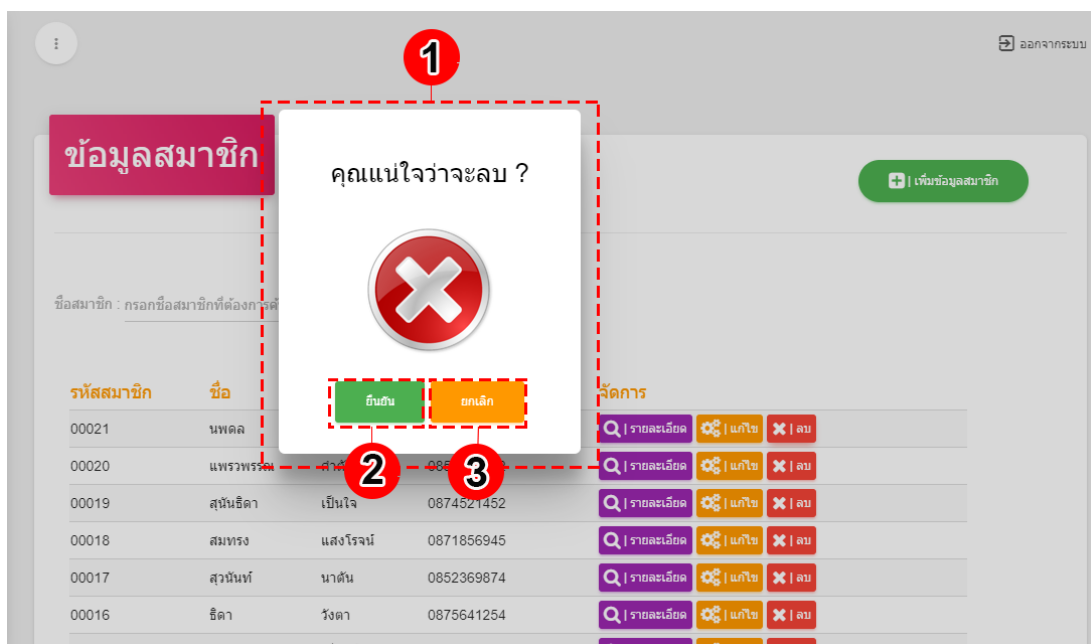 ออกจากระบบ
1
ข้อมูลสมาชิก
คุณแน่ใจว่าจะลบ ?
| เพิ่มข้อมูลสมาชิก
ชื่อสมาชิก : กรอกชื่อสมาชิกที่ต้องการค้
รหัสสมาชิก ชื่อ จัดการ
ยืนยัน ยกเลิก
00021 นพดล | รายละเอียด | แก้ไข | ลบ
2 3
00020 แพรวพรรณ | รายละเอียด | แก้ไข | ลบ
00019 สุนันธิดา เป็นใจ 0874521452 | รายละเอียด | แก้ไข | ลบ
00018 สมทรง แสงโรจน์ 0871856945 | รายละเอียด | แก้ไข | ลบ
00017 สุวนันท์ นาตัน 0852369874 | รายละเอียด | แก้ไข | ลบ
00016 ธิดา วังตา 0875641254 | รายละเอียด | แก้ไข | ลบ